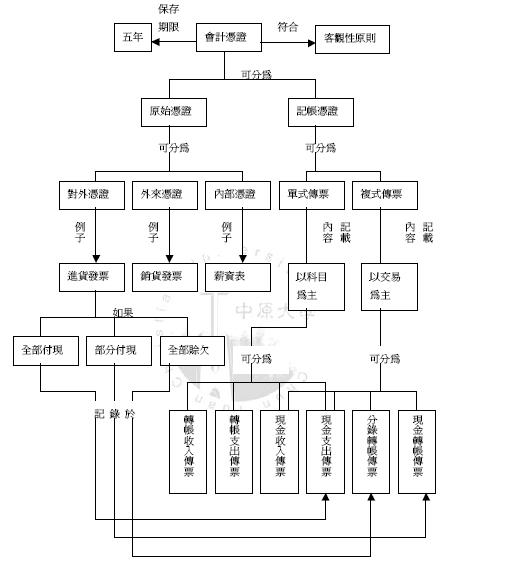 保存
期限
五年
會計憑證
符合
客觀性原則
可分為
原始憑證
記帳憑證
可分為
可分為
對外憑證
外來憑證
內部憑證
單式傳票
複式傳票
例子
例子
例子
記載
內容
記載
內容
進貨發票
銷貨發票
薪資表
以科目
為主
以交易
為主
如果
中原大學
全部付現
部分付現
全部賒欠
可分為
可分為
記錄於
轉帳收入傳票
轉帳支出傳票
現金收入傳票
現金支出傳票
分錄轉帳傳票
現金轉帳傳票